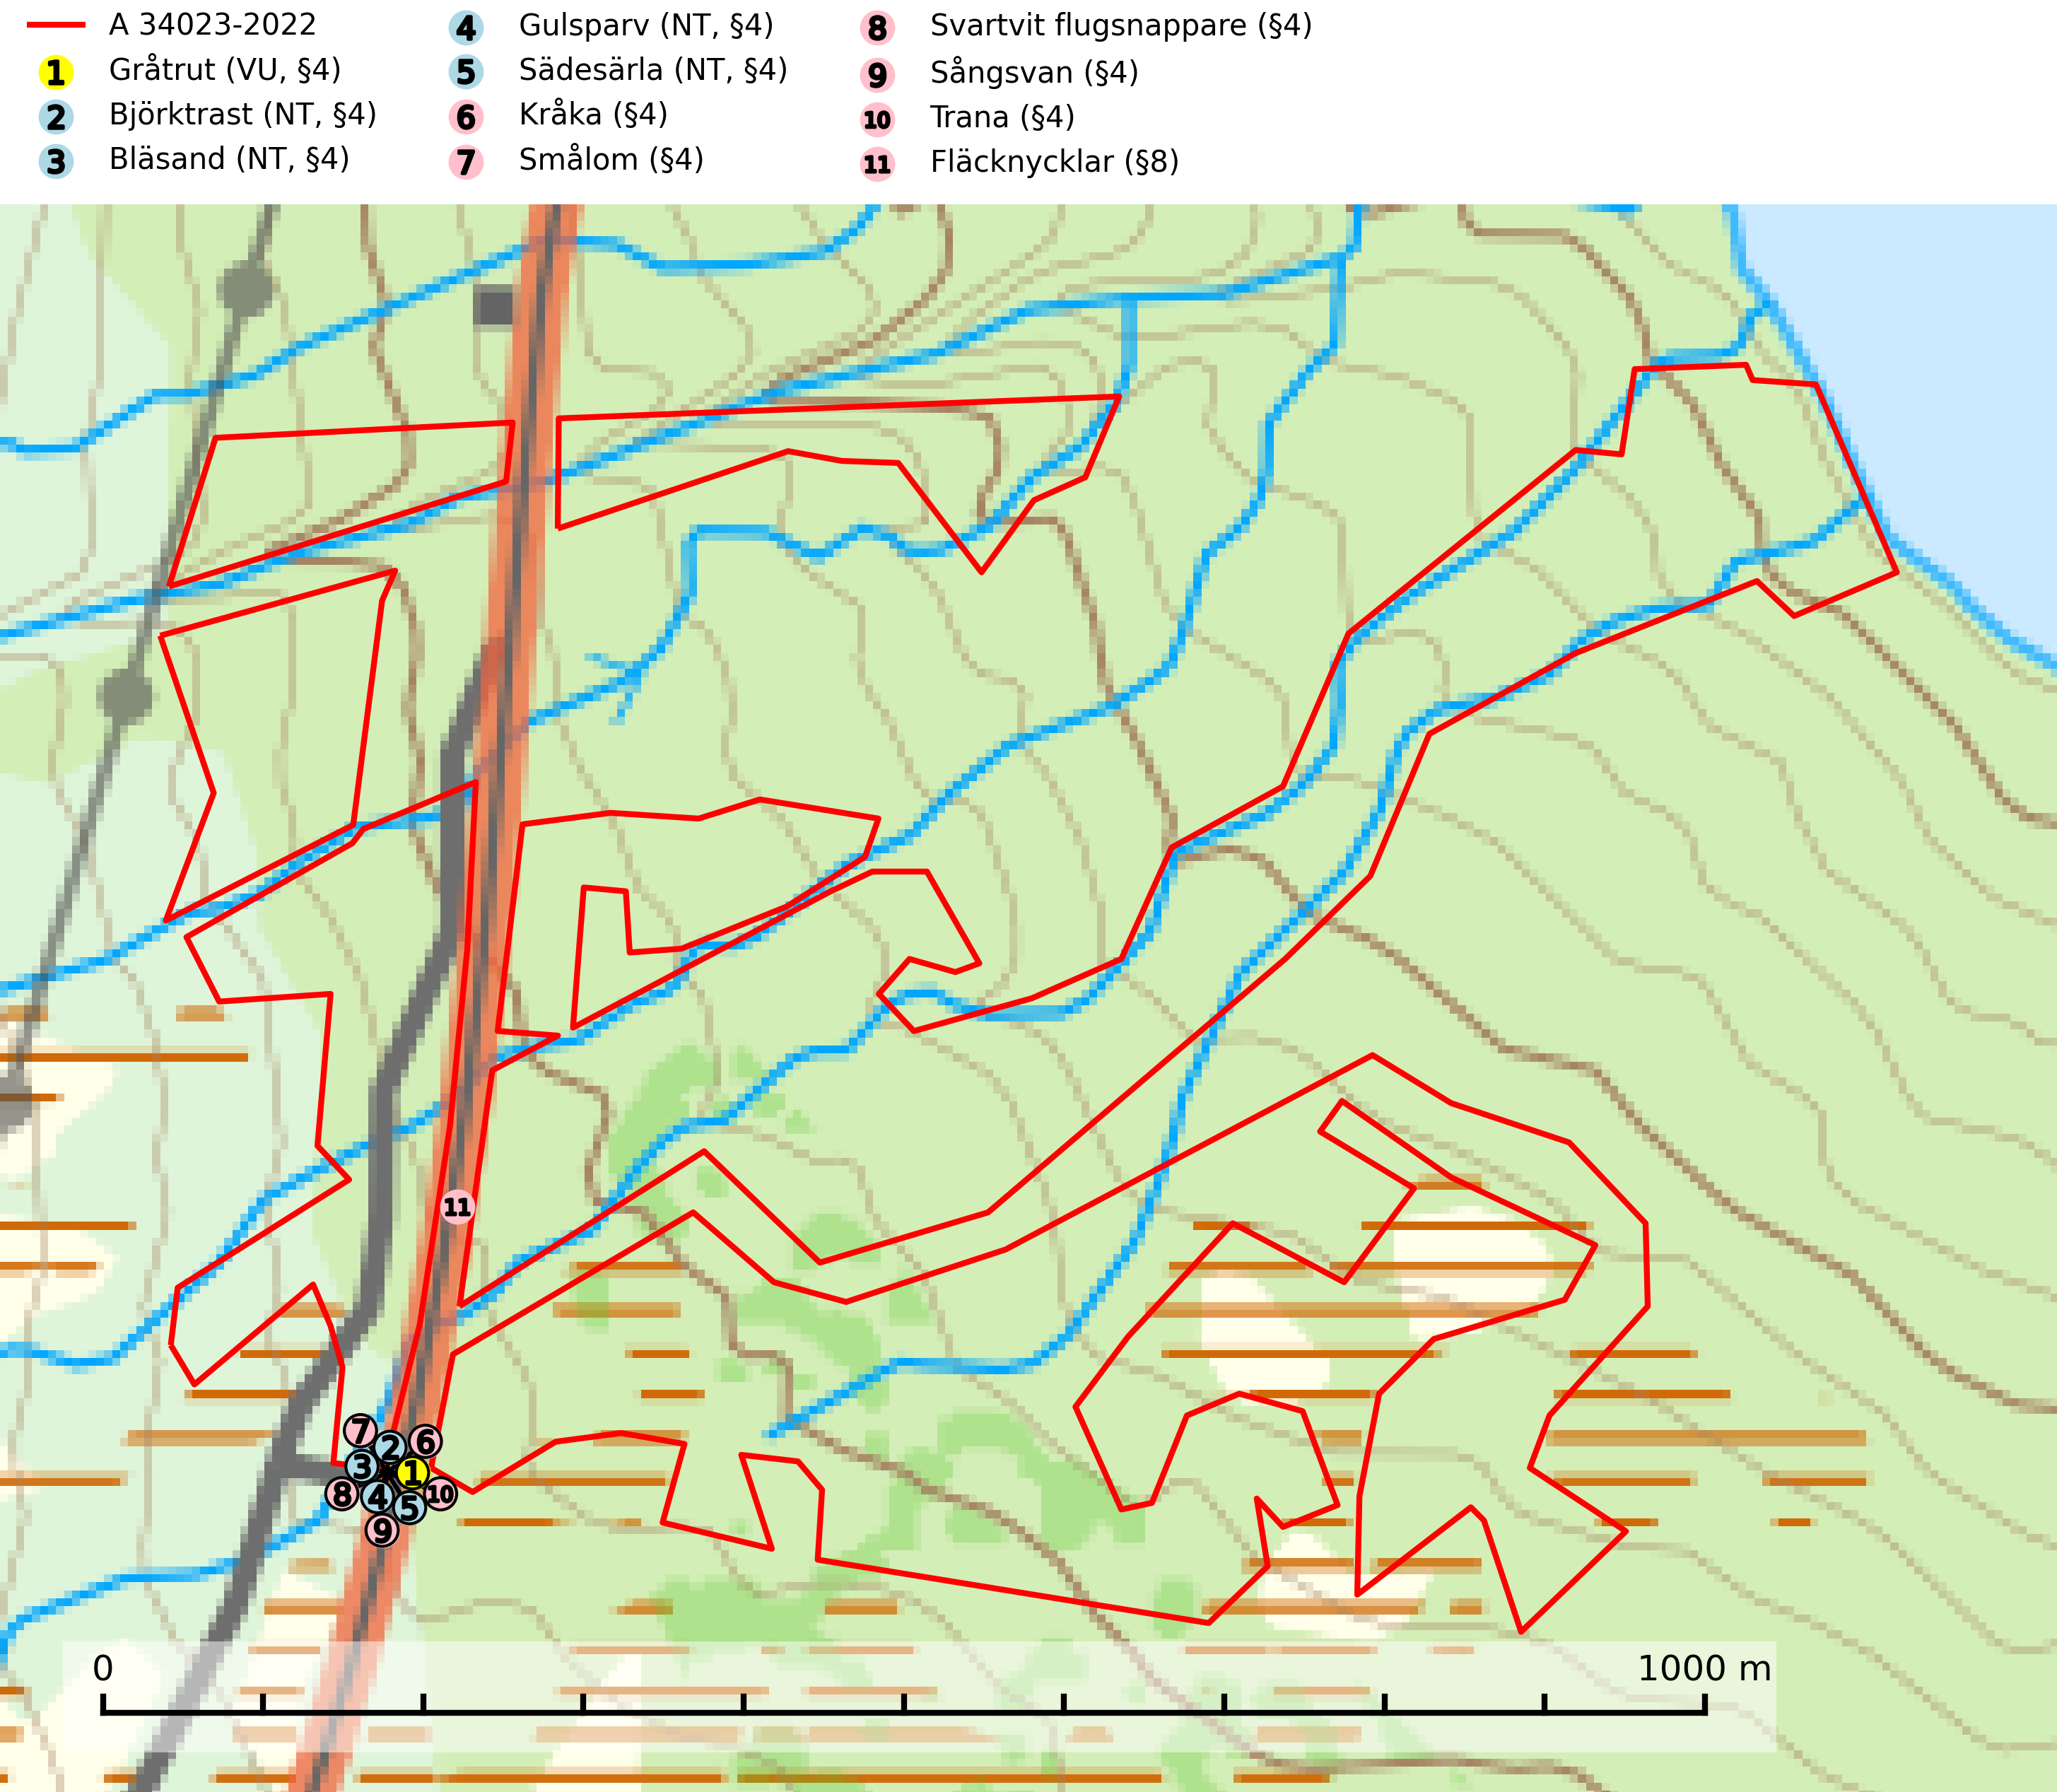 A 34023-2022
1 Gråtrut (VU, §4)
2 Björktrast (NT, §4)
3 Bläsand (NT, §4)
4 Gulsparv (NT, §4)
5 Sädesärla (NT, §4)
6 Kråka (§4)
7 Smålom (§4)
8 Svartvit flugsnappare (§4)
9 Sångsvan (§4)
10 Trana (§4)
11 Fläcknycklar (§8)
11
7 2 6
3 1
8 4 5 10
9
0 1000 m